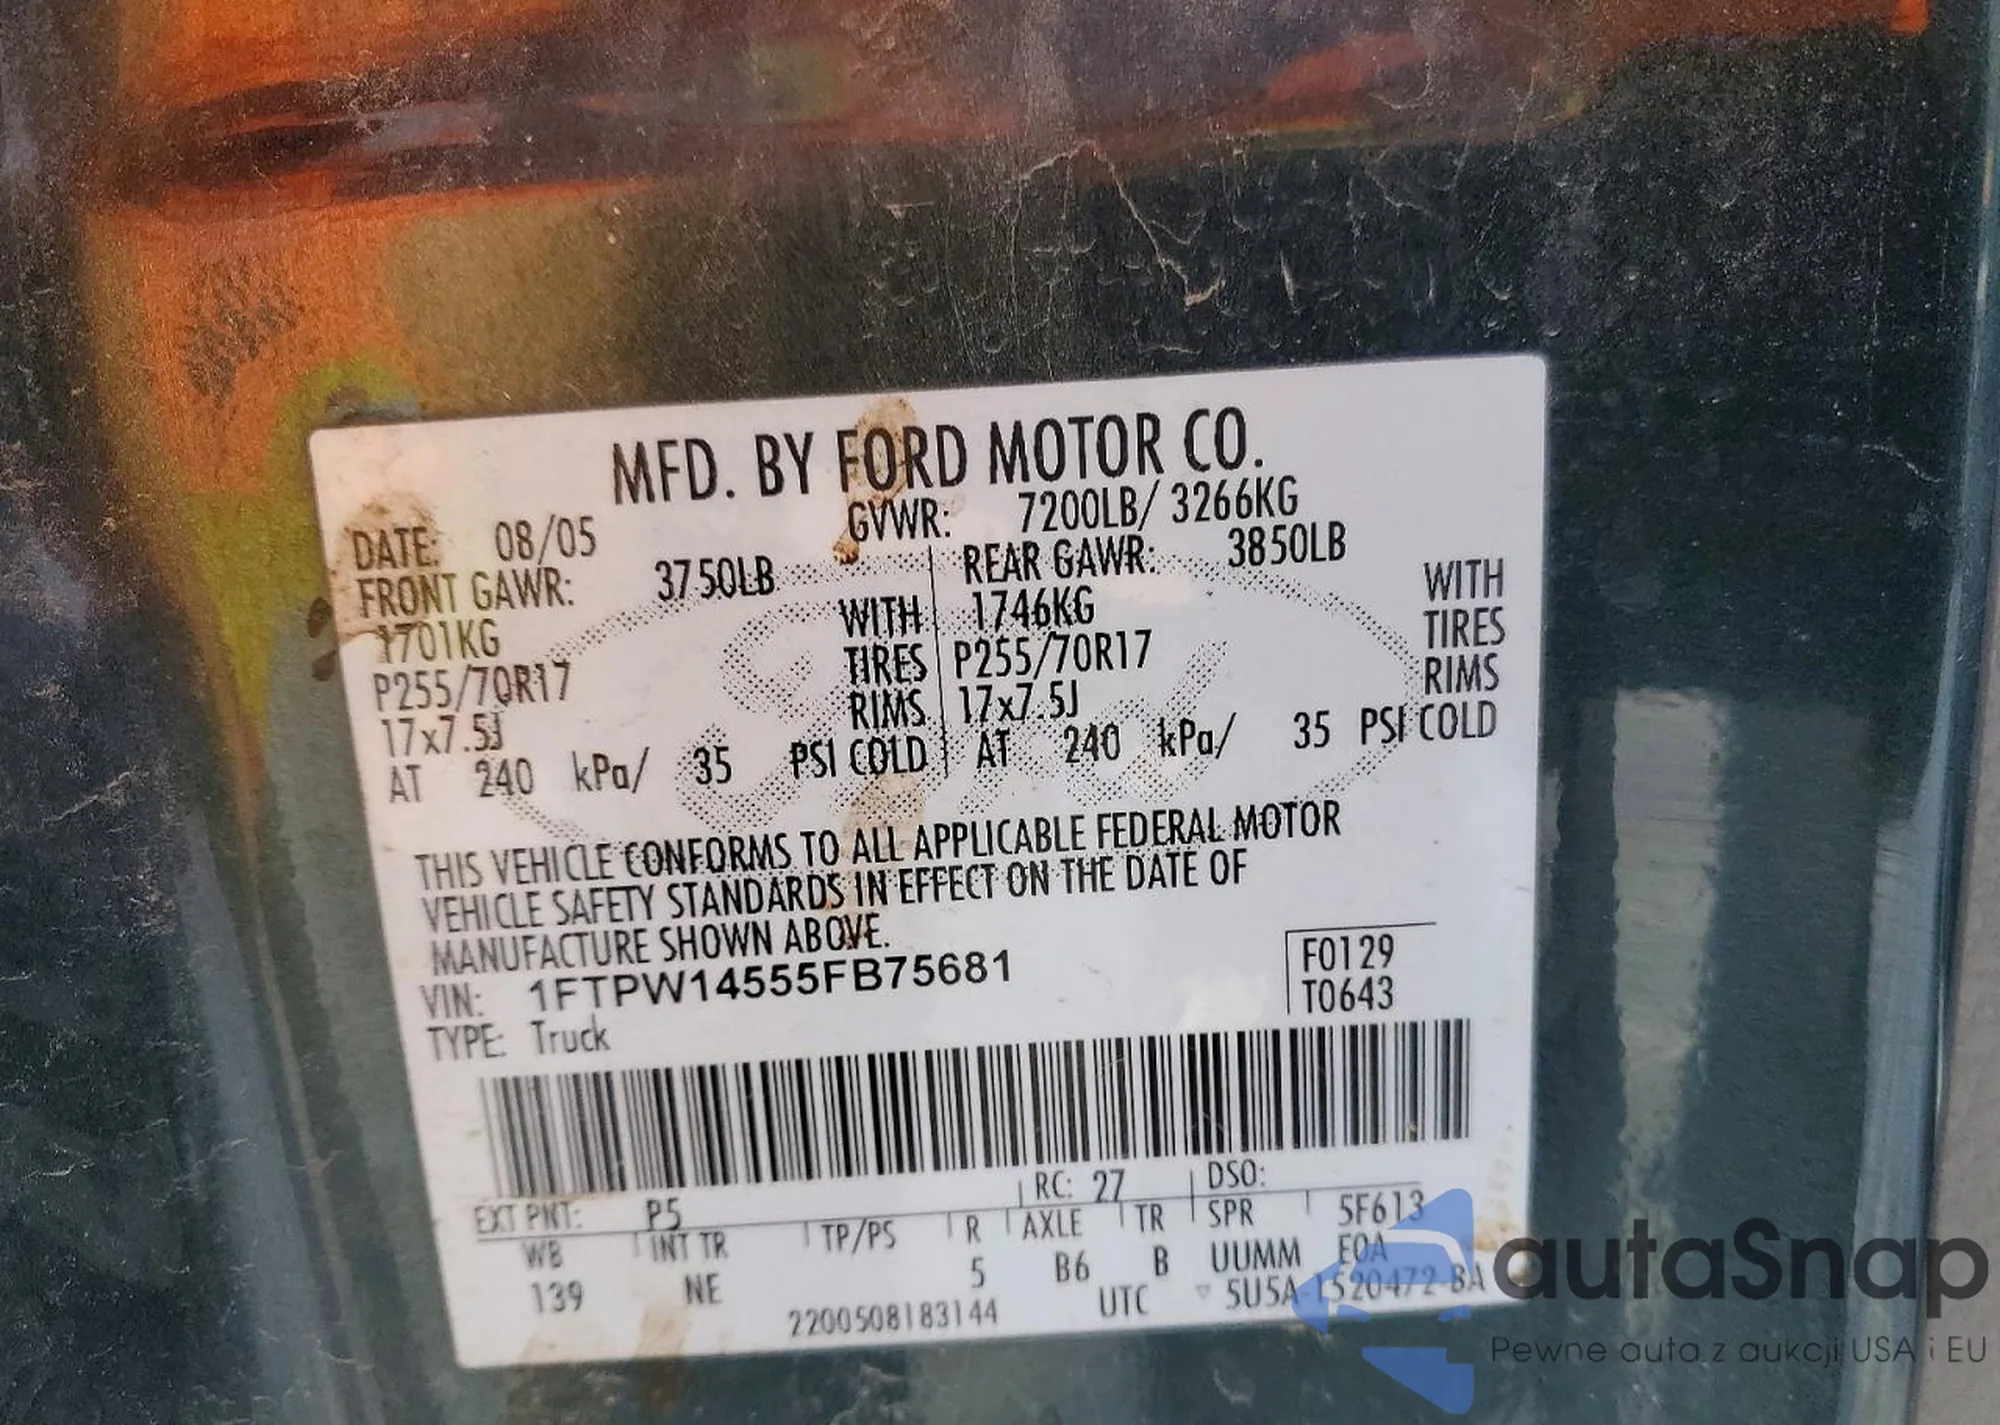 MFD. BY FORD MOTOR CO.
DATE: 08/05 GVWR: 7200LB/ 3266KG
FRONT GAWR: 3750LB REAR GAWR: 3850LB
1701KG WITH 1746KG WITH
P255/70R17 TIRES P255/70R17 TIRES
17x7.5J RIMS 17x7.5J RIMS
AT 240 kPa/ 35 PSI COLD AT 240 kPa/ 35 PSI COLD
THIS VEHICLE CONFORMS TO ALL APPLICABLE FEDERAL MOTOR
VEHICLE SAFETY STANDARDS IN EFFECT ON THE DATE OF
MANUFACTURE SHOWN ABOVE.
VIN: 1FTPW14555FB75681 F0129
TYPE: Truck T0643
EXT PNT: P5 RC: 27 DSO:
WB INT TR TP/PS R AXLE TR SPR 5F613
139 NE 5 B6 B UUMM E0A
2200508183144 UTC ▽ 5U5A-1520472-BA
autaSnap
Pewne auta z aukcji USA i EU